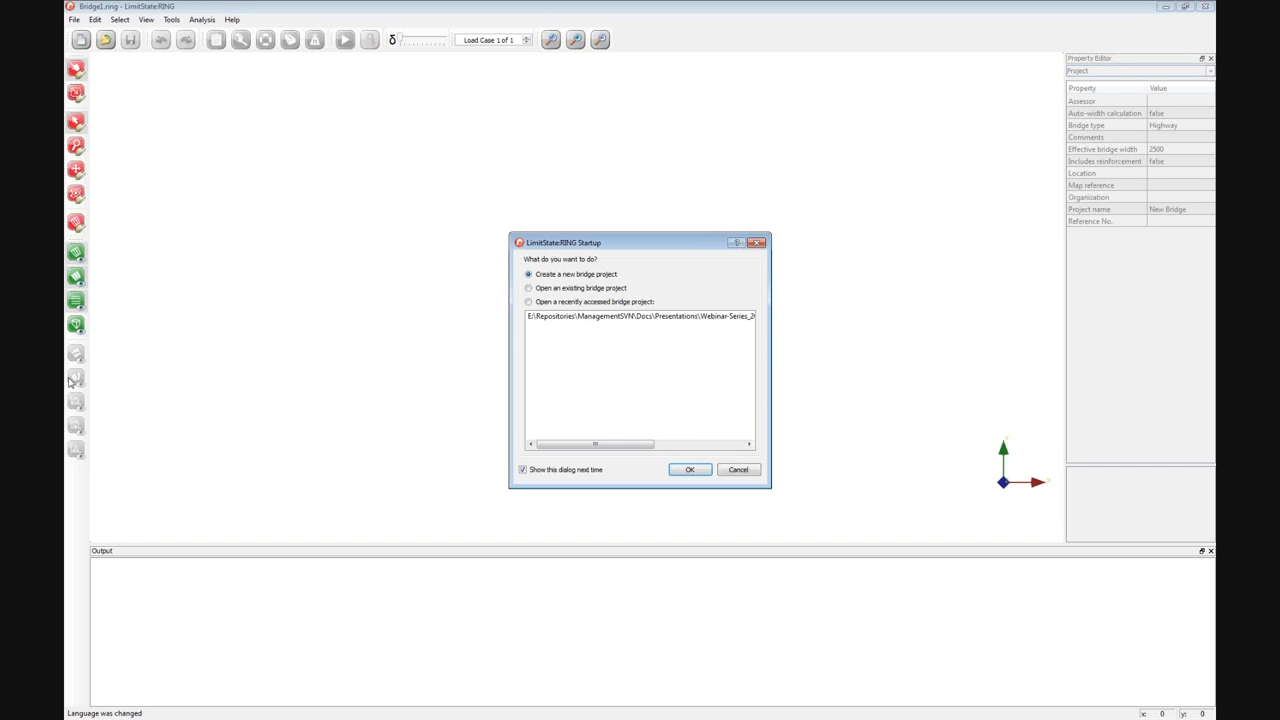 Bridge1.ring - LimitState:RING
File Edit Select View Tools Analysis Help
δ Load Case 1 of 1
Property Editor
Project
Property Value
Assessor
Auto-width calculation false
Bridge type Highway
Comments
Effective bridge width 2500
Includes reinforcement false
Location
Map reference
Organization
Project name New Bridge
Reference No.
LimitState:RING Startup
What do you want to do?
Create a new bridge project
Open an existing bridge project
Open a recently accessed bridge project:
E:\Repositories\ManagementSVN\Docs\Presentations\Webinar-Series_2
Show this dialog next time
OK Cancel
Output
Language was changed
x: 0 y: 0